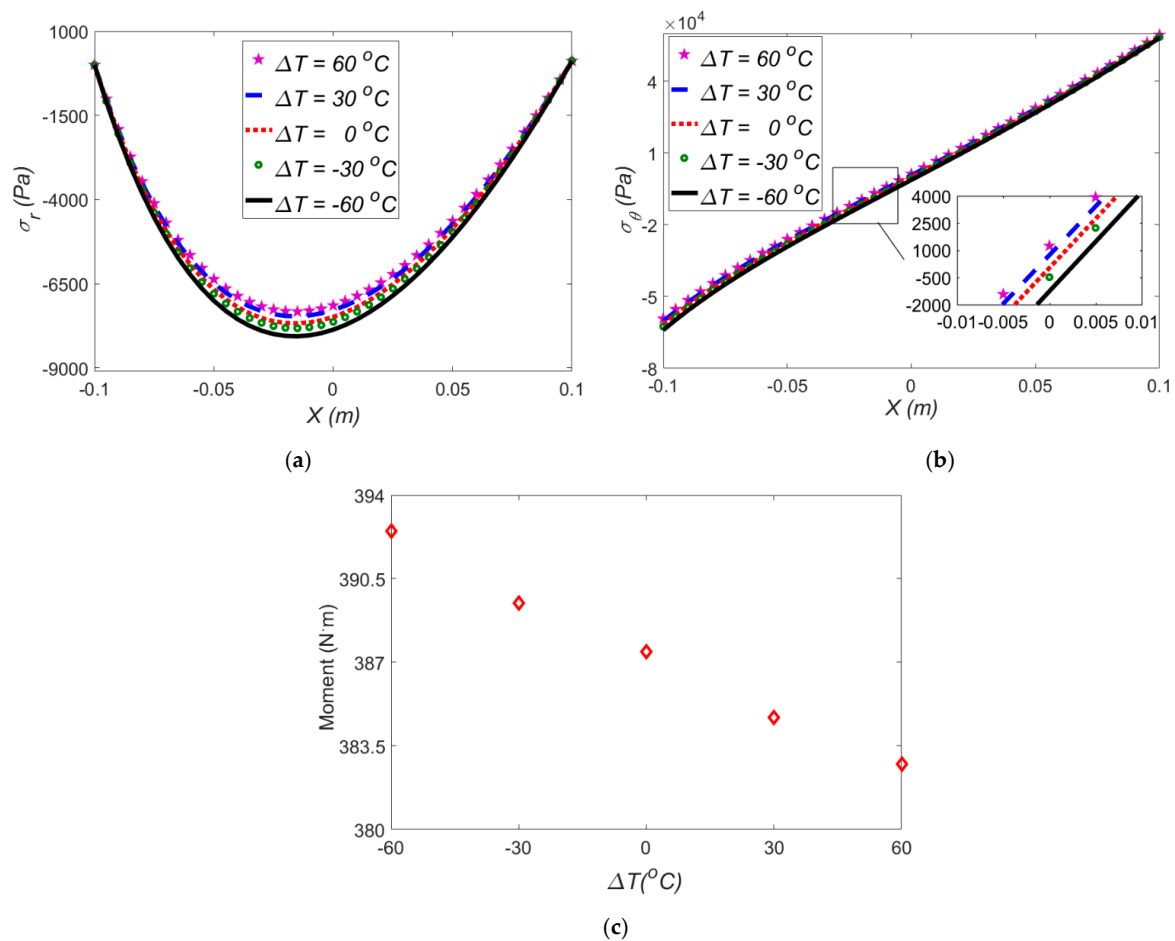 1000
-1500
-4000
-6500
-9000
σr (Pa)
ΔT = 60 °C
ΔT = 30 °C
ΔT = 0 °C
ΔT = -30 °C
ΔT = -60 °C
-0.1 -0.05 0 0.05 0.1
X (m)
(a)
×10⁴
4
1
-2
-5
-8
σθ (Pa)
ΔT = 60 °C
ΔT = 30 °C
ΔT = 0 °C
ΔT = -30 °C
ΔT = -60 °C
4000
1000
-500
-2000
-0.01 -0.005 0 0.005 0.01
-0.1 -0.05 0 0.05 0.1
X (m)
(b)
394
390.5
387
383.5
380
Moment (N·m)
-60 -30 0 30 60
ΔT(°C)
(c)